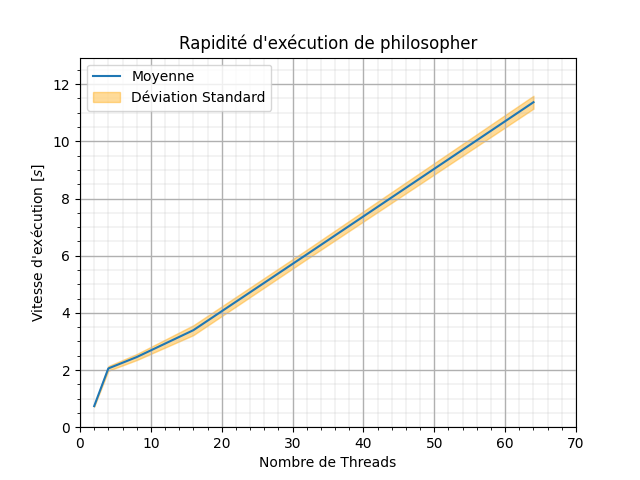 Rapidité d'exécution de philosopher
Moyenne
Déviation Standard
12
10
8
6
4
2
0
Vitesse d'exécution [s]
0 10 20 30 40 50 60 70
Nombre de Threads